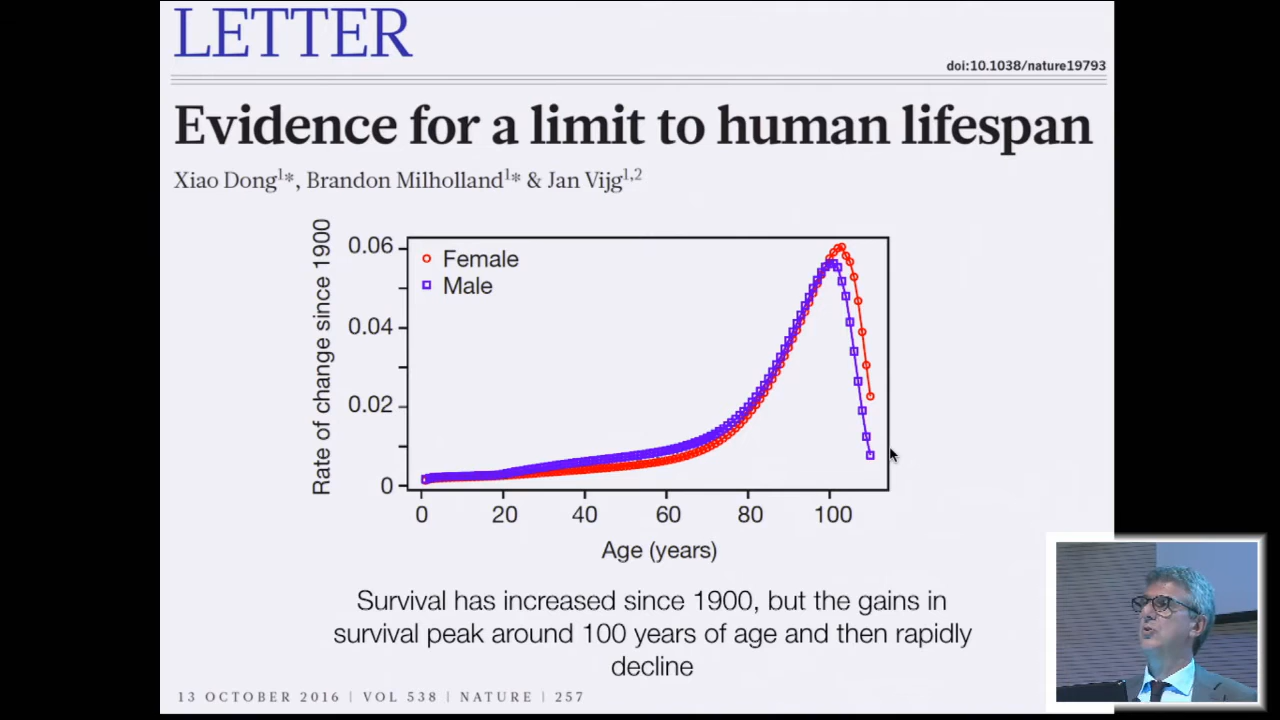 LETTER
doi:10.1038/nature19793
Evidence for a limit to human lifespan
Xiao Dong1*, Brandon Milholland1* & Jan Vijg1,2
Rate of change since 1900
0.06
0.04
0.02
0
Female
Male
0 20 40 60 80 100
Age (years)
Survival has increased since 1900, but the gains in
survival peak around 100 years of age and then rapidly
decline
13 OCTOBER 2016 | VOL 538 | NATURE | 257